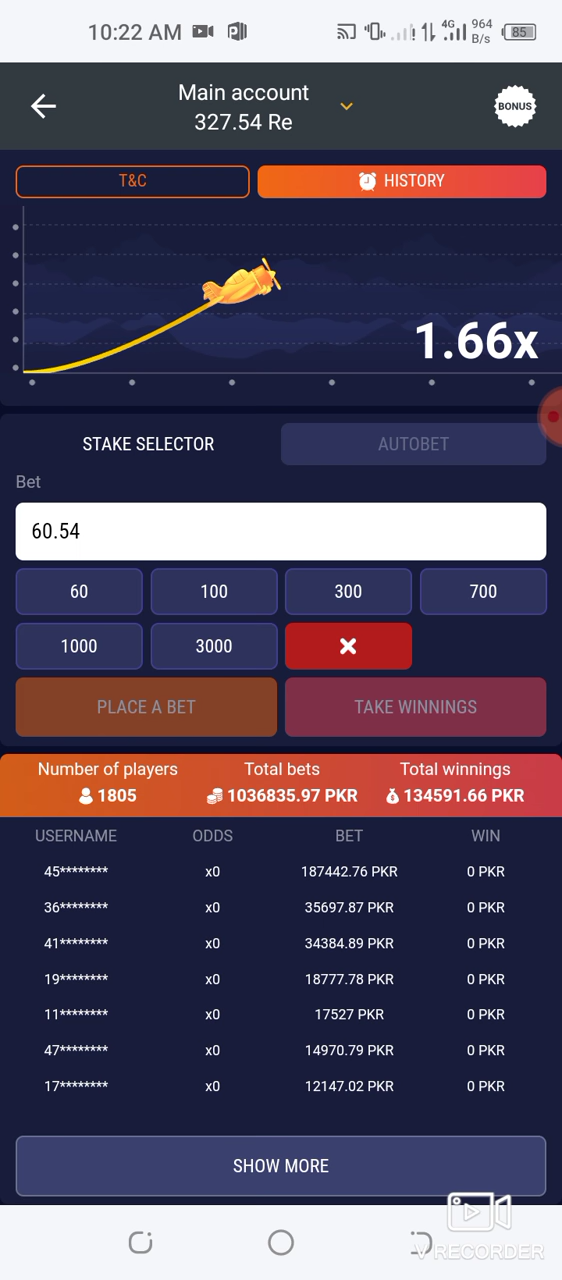 10:22 AM 4G 964 B/s 85
Main account
327.54 Re
BONUS
T&C HISTORY
1.66x
STAKE SELECTOR AUTOBET
Bet
60.54
60 100 300 700
1000 3000
PLACE A BET TAKE WINNINGS
Number of players Total bets Total winnings
1805 1036835.97 PKR 134591.66 PKR
USERNAME ODDS BET WIN
45******** x0 187442.76 PKR 0 PKR
36******** x0 35697.87 PKR 0 PKR
41******** x0 34384.89 PKR 0 PKR
19******** x0 18777.78 PKR 0 PKR
11******** x0 17527 PKR 0 PKR
47******** x0 14970.79 PKR 0 PKR
17******** x0 12147.02 PKR 0 PKR
SHOW MORE
V RECORDER